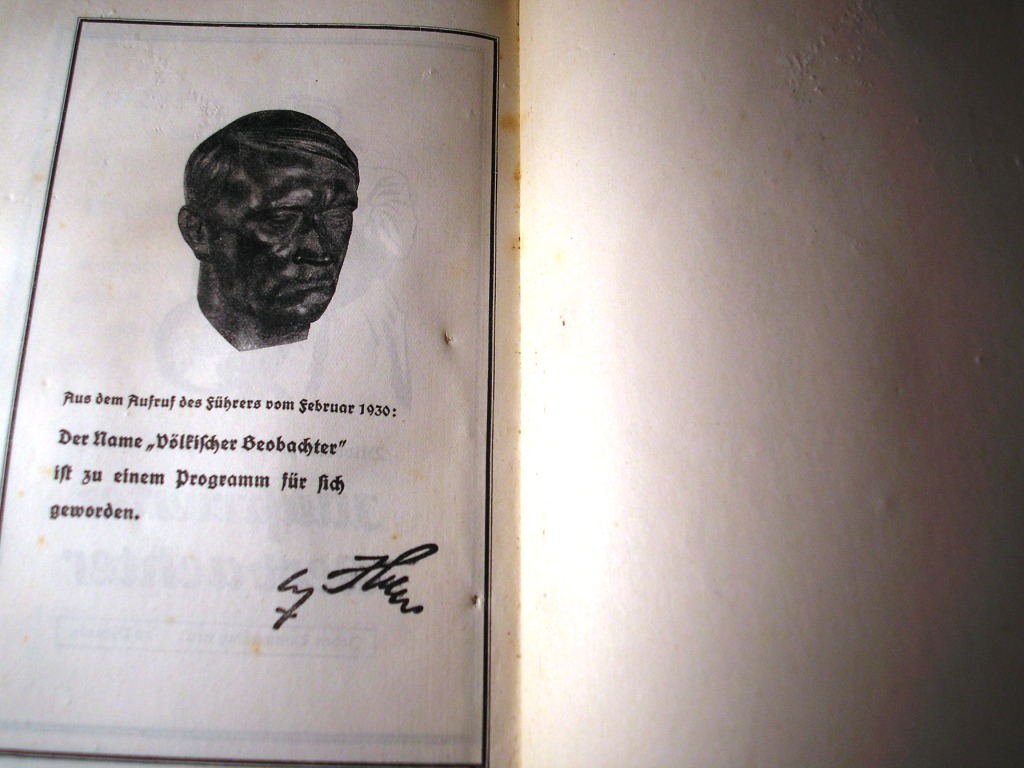 Aus dem Aufruf des Führers vom Februar 1930:
Der Name „Völkischer Beobachter"
ist zu einem Programm für sich
geworden.